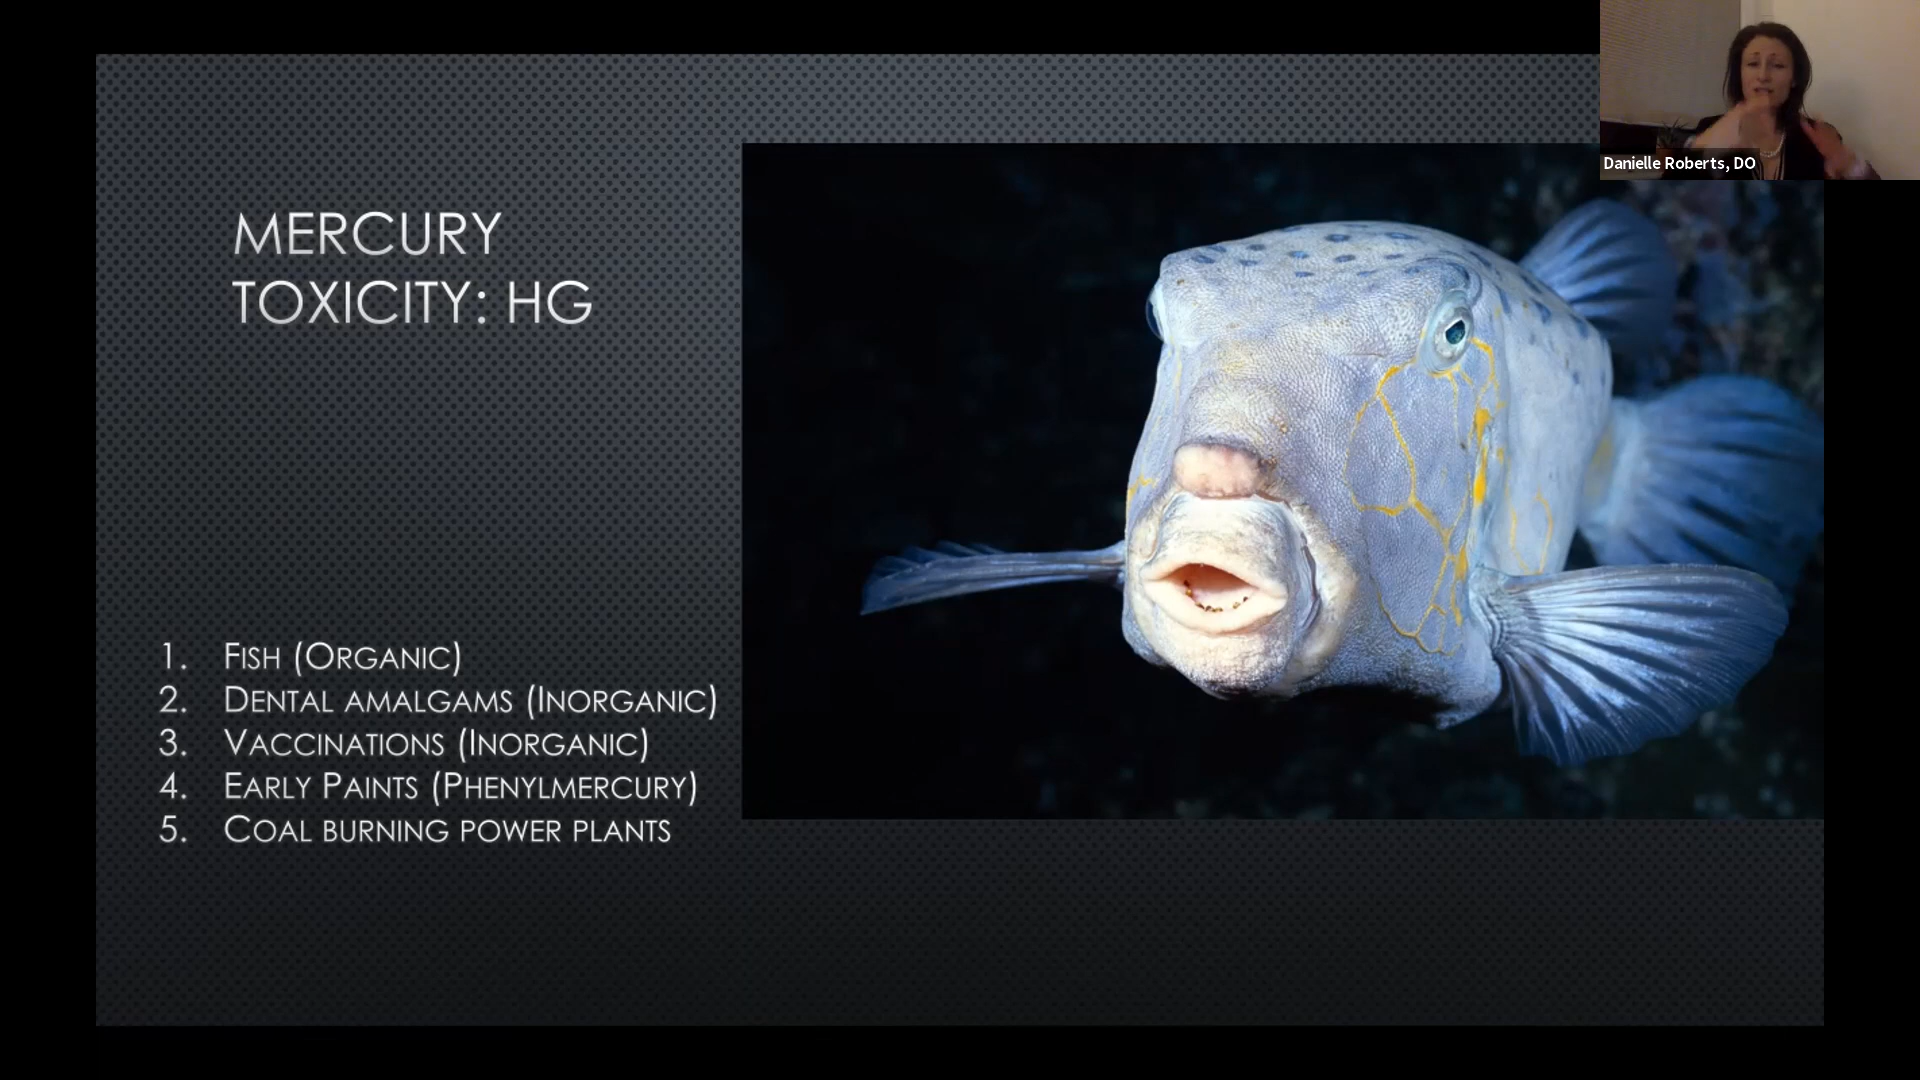 Danielle Roberts, DO
MERCURY
TOXICITY: HG
1. FISH (ORGANIC)
2. DENTAL AMALGAMS (INORGANIC)
3. VACCINATIONS (INORGANIC)
4. EARLY PAINTS (PHENYLMERCURY)
5. COAL BURNING POWER PLANTS